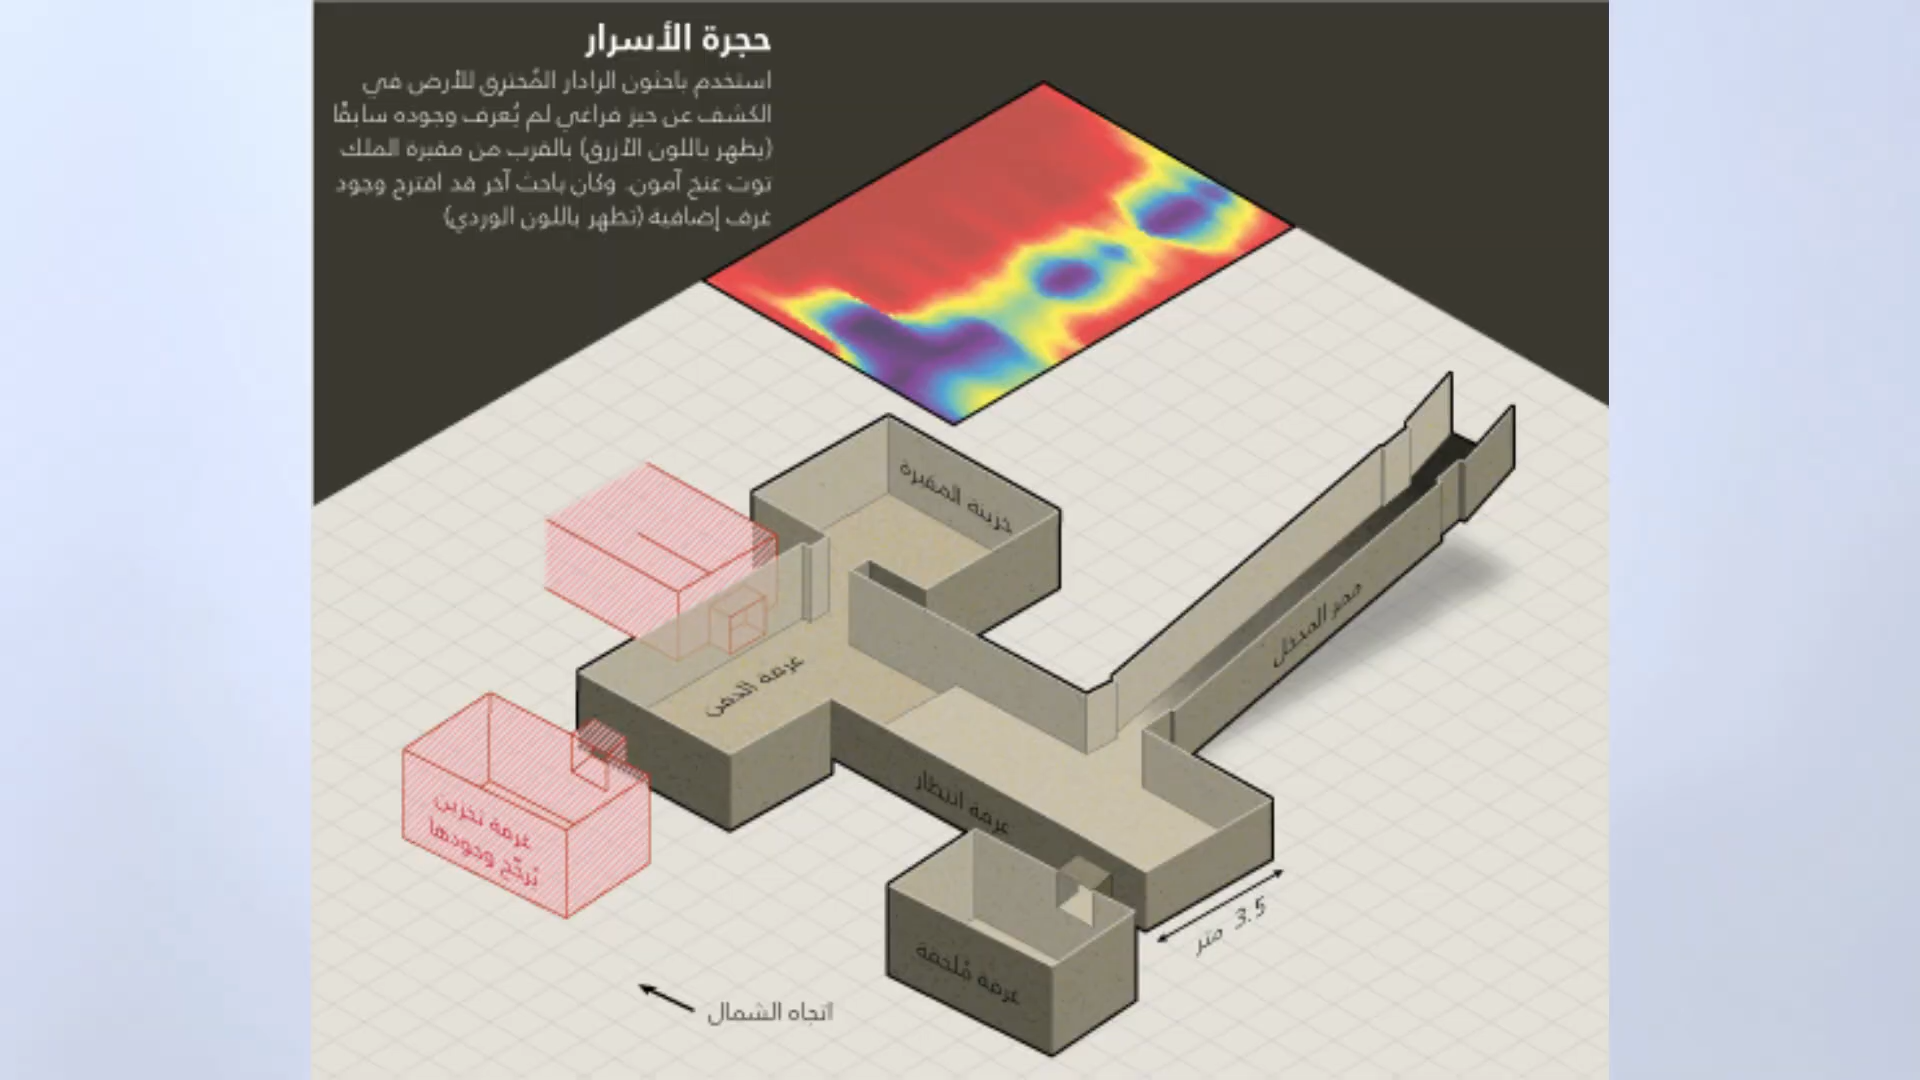 حجرة الأسرار
استخدم باحثون الرادار المُخترِق للأرض في
الكشف عن حيز فراغي لم يُعرف وجوده سابقًا
(يظهر باللون الأزرق) بالقرب من مقبرة الملك
توت عنخ آمون. وكان باحث آخر قد اقترح وجود
غرف إضافية (تظهر باللون الوردي)
خزينة المقبرة
ممر المدخل
غرفة الدفن
غرفة انتظار
غرفة تخزين
يُرجّح وجودها
غرفة مُلحقة
3.5 متر
اتجاه الشمال